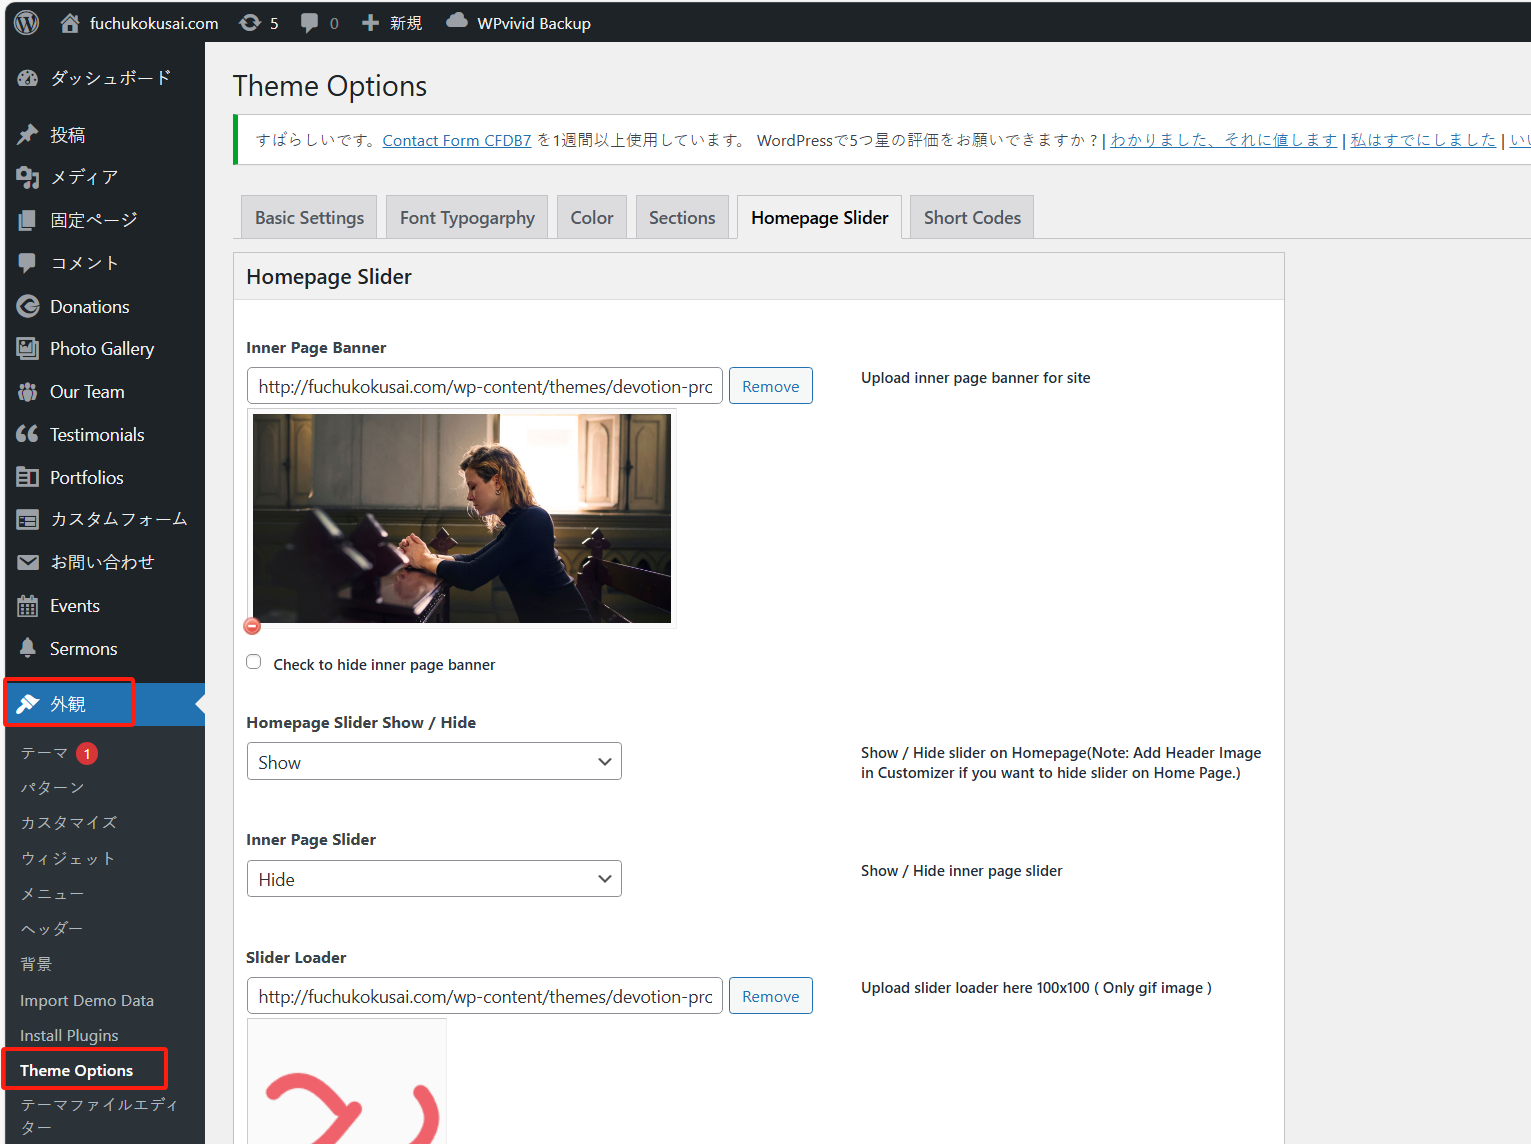 fuchukokusai.com 5 0 新規 WPvivid Backup
ダッシュボード
投稿
メディア
固定ページ
コメント
Donations
Photo Gallery
Our Team
Testimonials
Portfolios
カスタムフォーム
お問い合わせ
Events
Sermons
外観
テーマ 1
パターン
カスタマイズ
ウィジェット
メニュー
ヘッダー
背景
Import Demo Data
Install Plugins
Theme Options
テーマファイルエディ
ター
Theme Options
すばらしいです。Contact Form CFDB7 を1週間以上使用しています。 WordPressで5つ星の評価をお願いできますか ? | わかりました、それに値します | 私はすでにしました | い
Basic Settings Font Typogarphy Color Sections Homepage Slider Short Codes
Homepage Slider
Inner Page Banner
http://fuchukokusai.com/wp-content/themes/devotion-prc Remove Upload inner page banner for site
Check to hide inner page banner
Homepage Slider Show / Hide
Show
Show / Hide slider on Homepage(Note: Add Header Image
in Customizer if you want to hide slider on Home Page.)
Inner Page Slider
Hide Show / Hide inner page slider
Slider Loader
http://fuchukokusai.com/wp-content/themes/devotion-prc Remove Upload slider loader here 100x100 ( Only gif image )